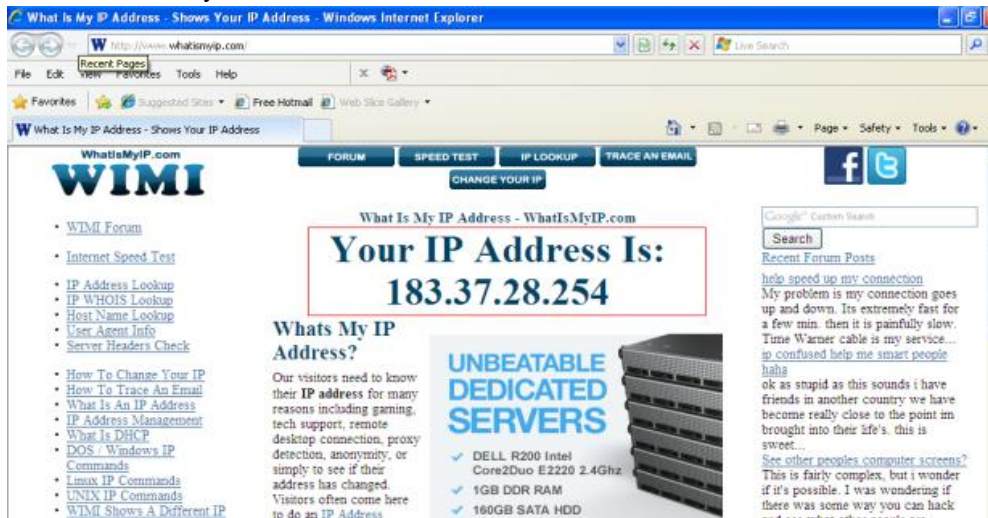 What Is My IP Address - Shows Your IP Address - Windows Internet Explorer
http://www.whatismyip.com/
Live Search
Recent Pages
File Edit View Favorites Tools Help
Favorites Suggested Sites Free Hotmail Web Slice Gallery
What Is My IP Address - Shows Your IP Address
Page Safety Tools
WhatIsMyIP.com
WIMI
FORUM SPEED TEST IP LOOKUP TRACE AN EMAIL
CHANGE YOUR IP
WIMI Forum
Internet Speed Test
IP Address Lookup
IP WHOIS Lookup
Host Name Lookup
User Agent Info
Server Headers Check
How To Change Your IP
How To Trace An Email
What Is An IP Address
IP Address Management
What Is DHCP
DOS / Windows IP
Commands
Linux IP Commands
UNIX IP Commands
WIMI Shows A Different IP
What Is My IP Address - WhatIsMyIP.com
Your IP Address Is:
183.37.28.254
Whats My IP
Address?
Our visitors need to know
their IP address for many
reasons including gaming,
tech support, remote
desktop connection, proxy
detection, anonymity, or
simply to see if their
address has changed.
Visitors often come here
to do an IP Address
UNBEATABLE
DEDICATED
SERVERS
DELL R200 Intel
Core2Duo E2220 2.4Ghz
1GB DDR RAM
160GB SATA HDD
f
Google Custom Search
Search
Recent Forum Posts
help speed up my connection
My problem is my connection goes
up and down. Its extremely fast for
a few min. then it is painfully slow.
Time Warner cable is my service...
ip confused help me smart people
haha
ok as stupid as this sounds i have
friends in another country we have
become really close to the point im
brought into their life's. this is
sweet...
See other peoples computer screens?
This is fairly complex, but i wonder
if it's possible. I was wondering if
there was some way you can hack